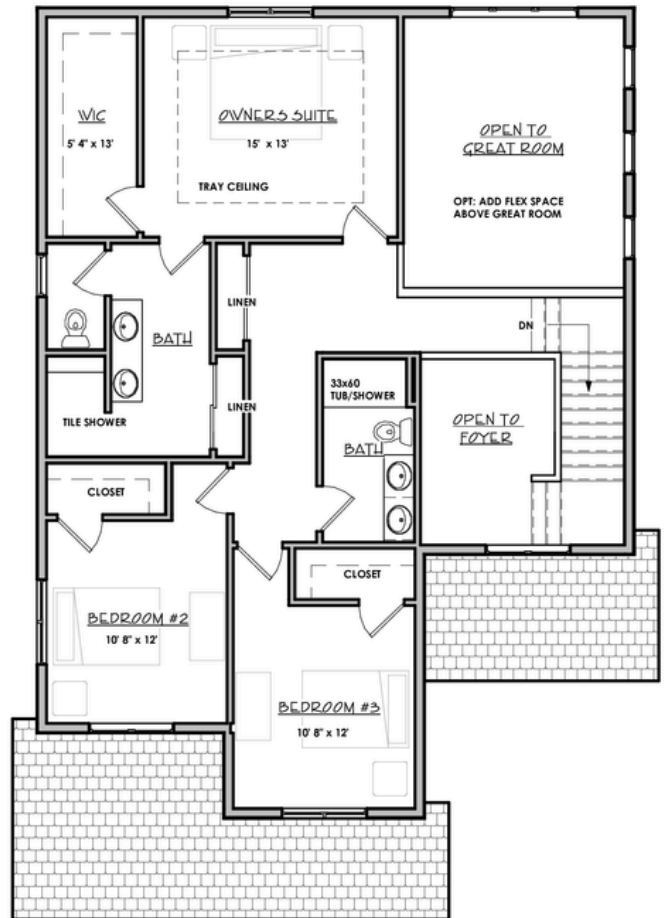 WIC
5' 4" x 13'
OWNERS SUITE
15' x 13'
TRAY CEILING
OPEN TO
GREAT ROOM
OPT: ADD FLEX SPACE
ABOVE GREAT ROOM
LINEN
BATH
DN
LINEN
TILE SHOWER
33x60
TUB/SHOWER
BATH
OPEN TO
FOYER
CLOSET
CLOSET
BEDROOM #2
10' 8" x 12'
BEDROOM #3
10' 8" x 12'